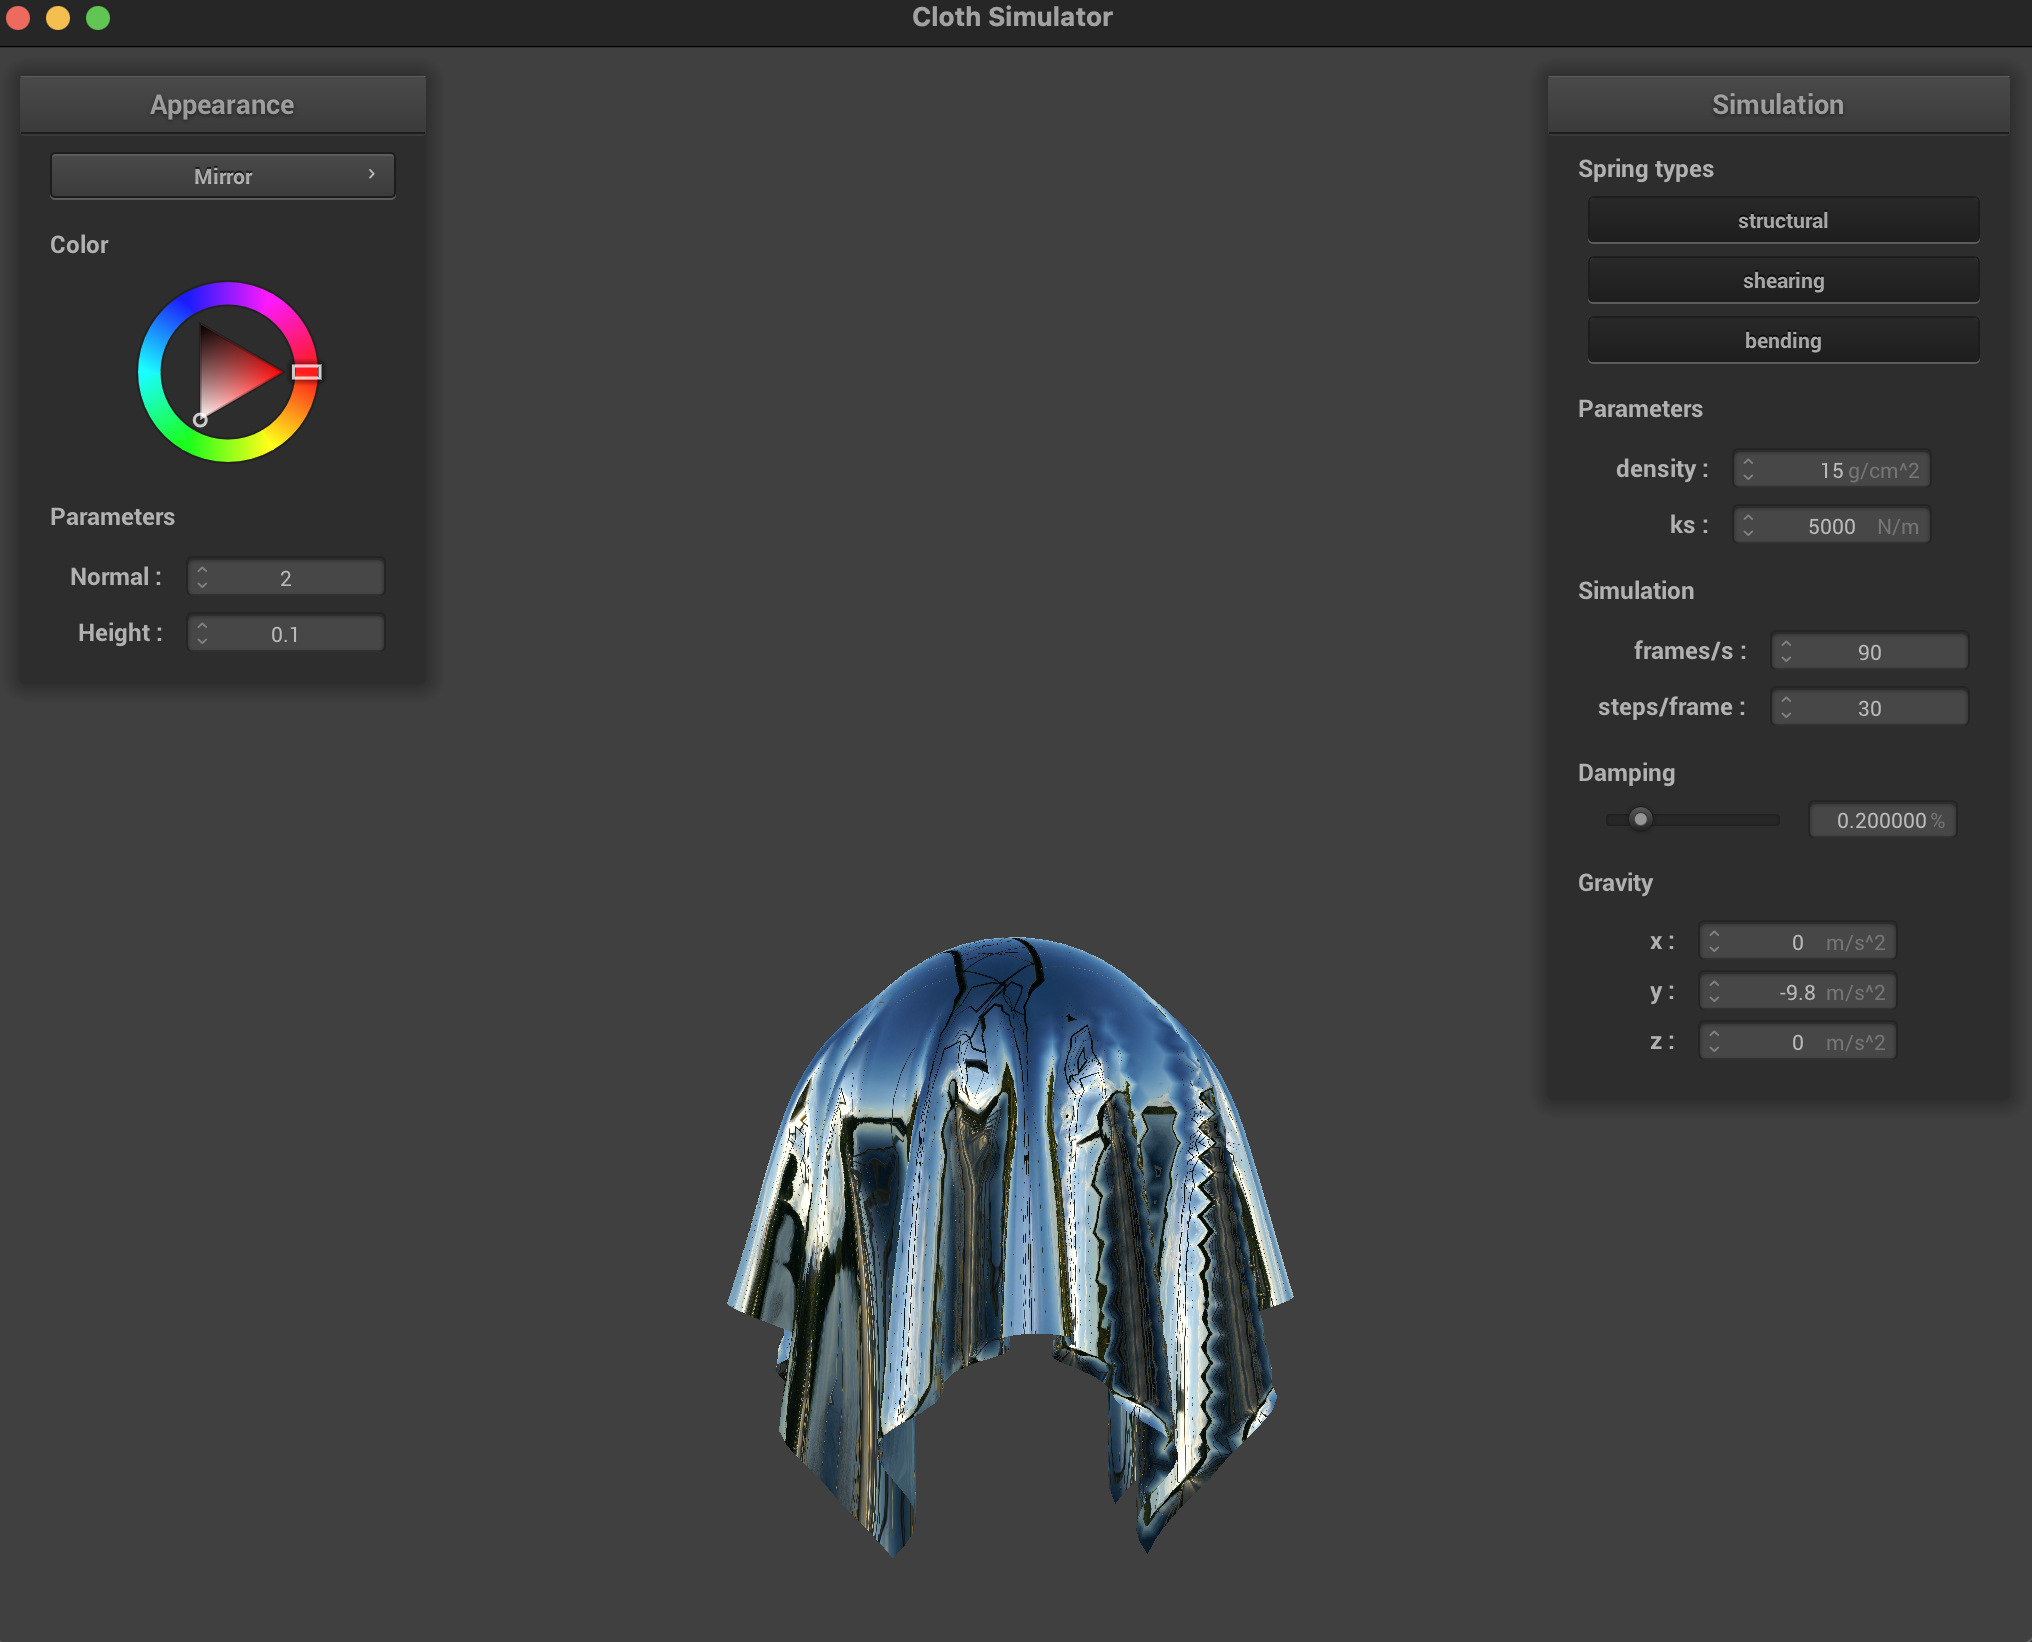 Cloth Simulator
Appearance
Mirror
Color
Parameters
Normal : 2
Height : 0.1
Simulation
Spring types
structural
shearing
bending
Parameters
density : 15 g/cm^2
ks : 5000 N/m
Simulation
frames/s : 90
steps/frame : 30
Damping
0.200000 %
Gravity
x : 0 m/s^2
y : -9.8 m/s^2
z : 0 m/s^2